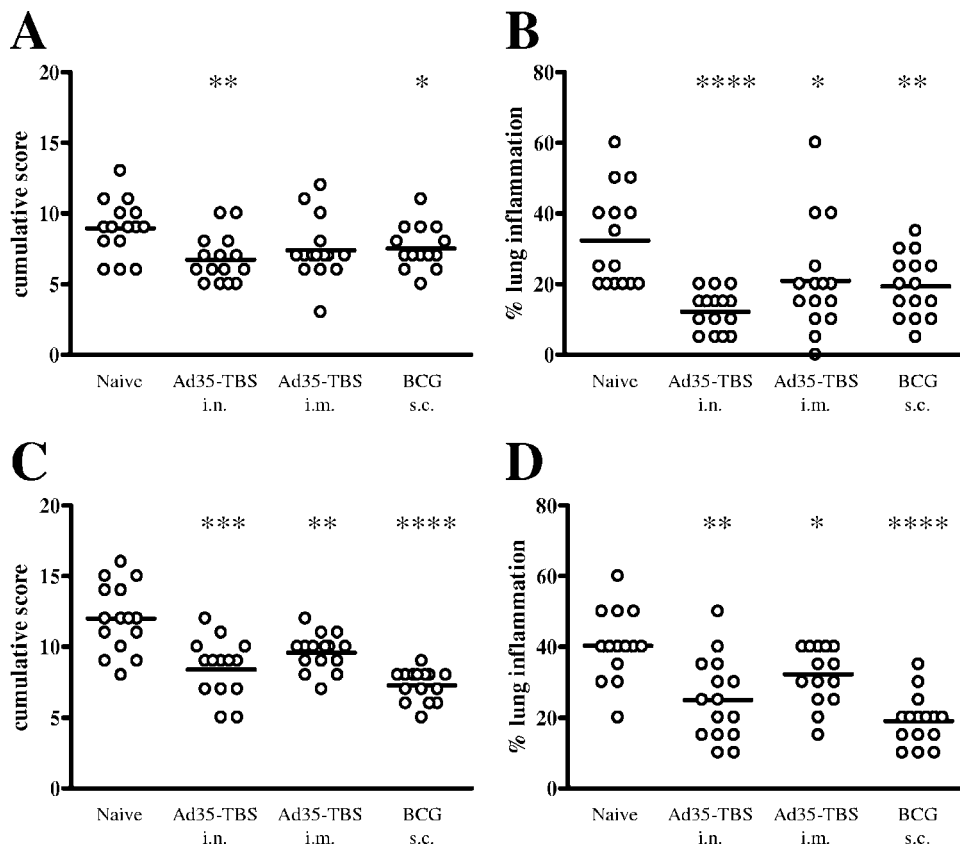 A
cumulative score
20
15
10
5
0
** *
Naive Ad35-TBS Ad35-TBS BCG
i.n. i.m. s.c.
B
% lung inflammation
80
60
40
20
0
**** * **
Naive Ad35-TBS Ad35-TBS BCG
i.n. i.m. s.c.
C
cumulative score
20
15
10
5
0
*** ** ****
Naive Ad35-TBS Ad35-TBS BCG
i.n. i.m. s.c.
D
% lung inflammation
80
60
40
20
0
** * ****
Naive Ad35-TBS Ad35-TBS BCG
i.n. i.m. s.c.